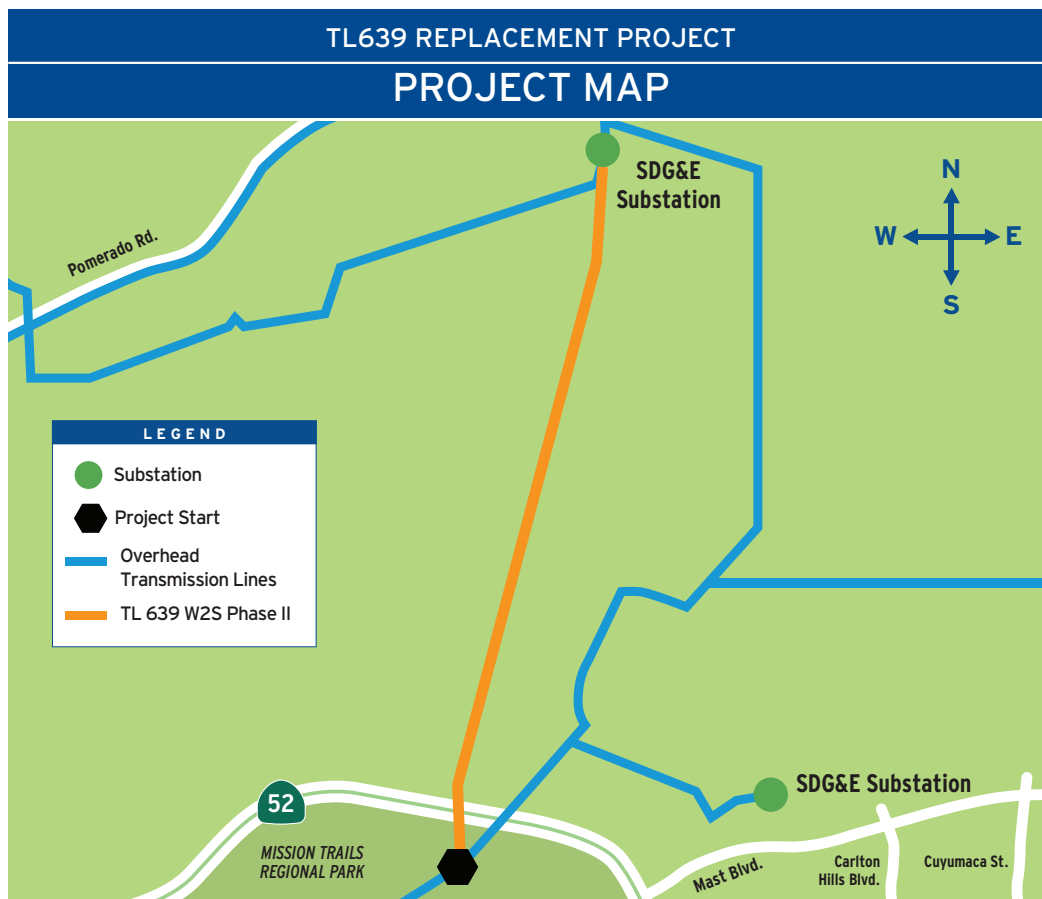 TL639 REPLACEMENT PROJECT
PROJECT MAP
SDG&E
Substation
N
W
E
S
Pomerado Rd.
LEGEND
Substation
Project Start
Overhead
Transmission Lines
TL 639 W2S Phase II
52
MISSION TRAILS
REGIONAL PARK
SDG&E Substation
Mast Blvd.
Carlton
Hills Blvd.
Cuyumaca St.